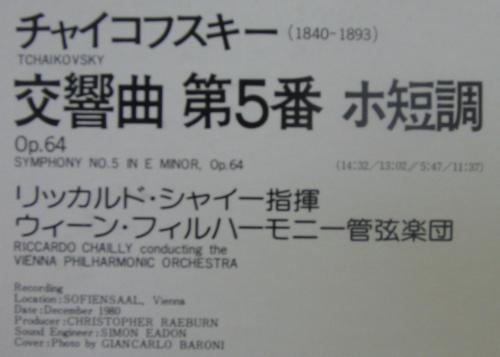 チャイコフスキー (1840-1893)
TCHAIKOVSKY
交響曲 第5番 ホ短調
Op.64
SYMPHONY NO.5 IN E MINOR, Op.64 (14:32/13:02/5:47/11:37)
リッカルド・シャイー指揮
ウィーン・フィルハーモニー管弦楽団
RICCARDO CHAILLY conducting the
VIENNA PHILHARMONIC ORCHESTRA
Recording
Location:SOFIENSAAL, Vienna
Date:December 1980
Producer:CHRISTOPHER RAEBURN
Sound Engineer:SIMON EADON
Cover:Photo by GIANCARLO BARONI